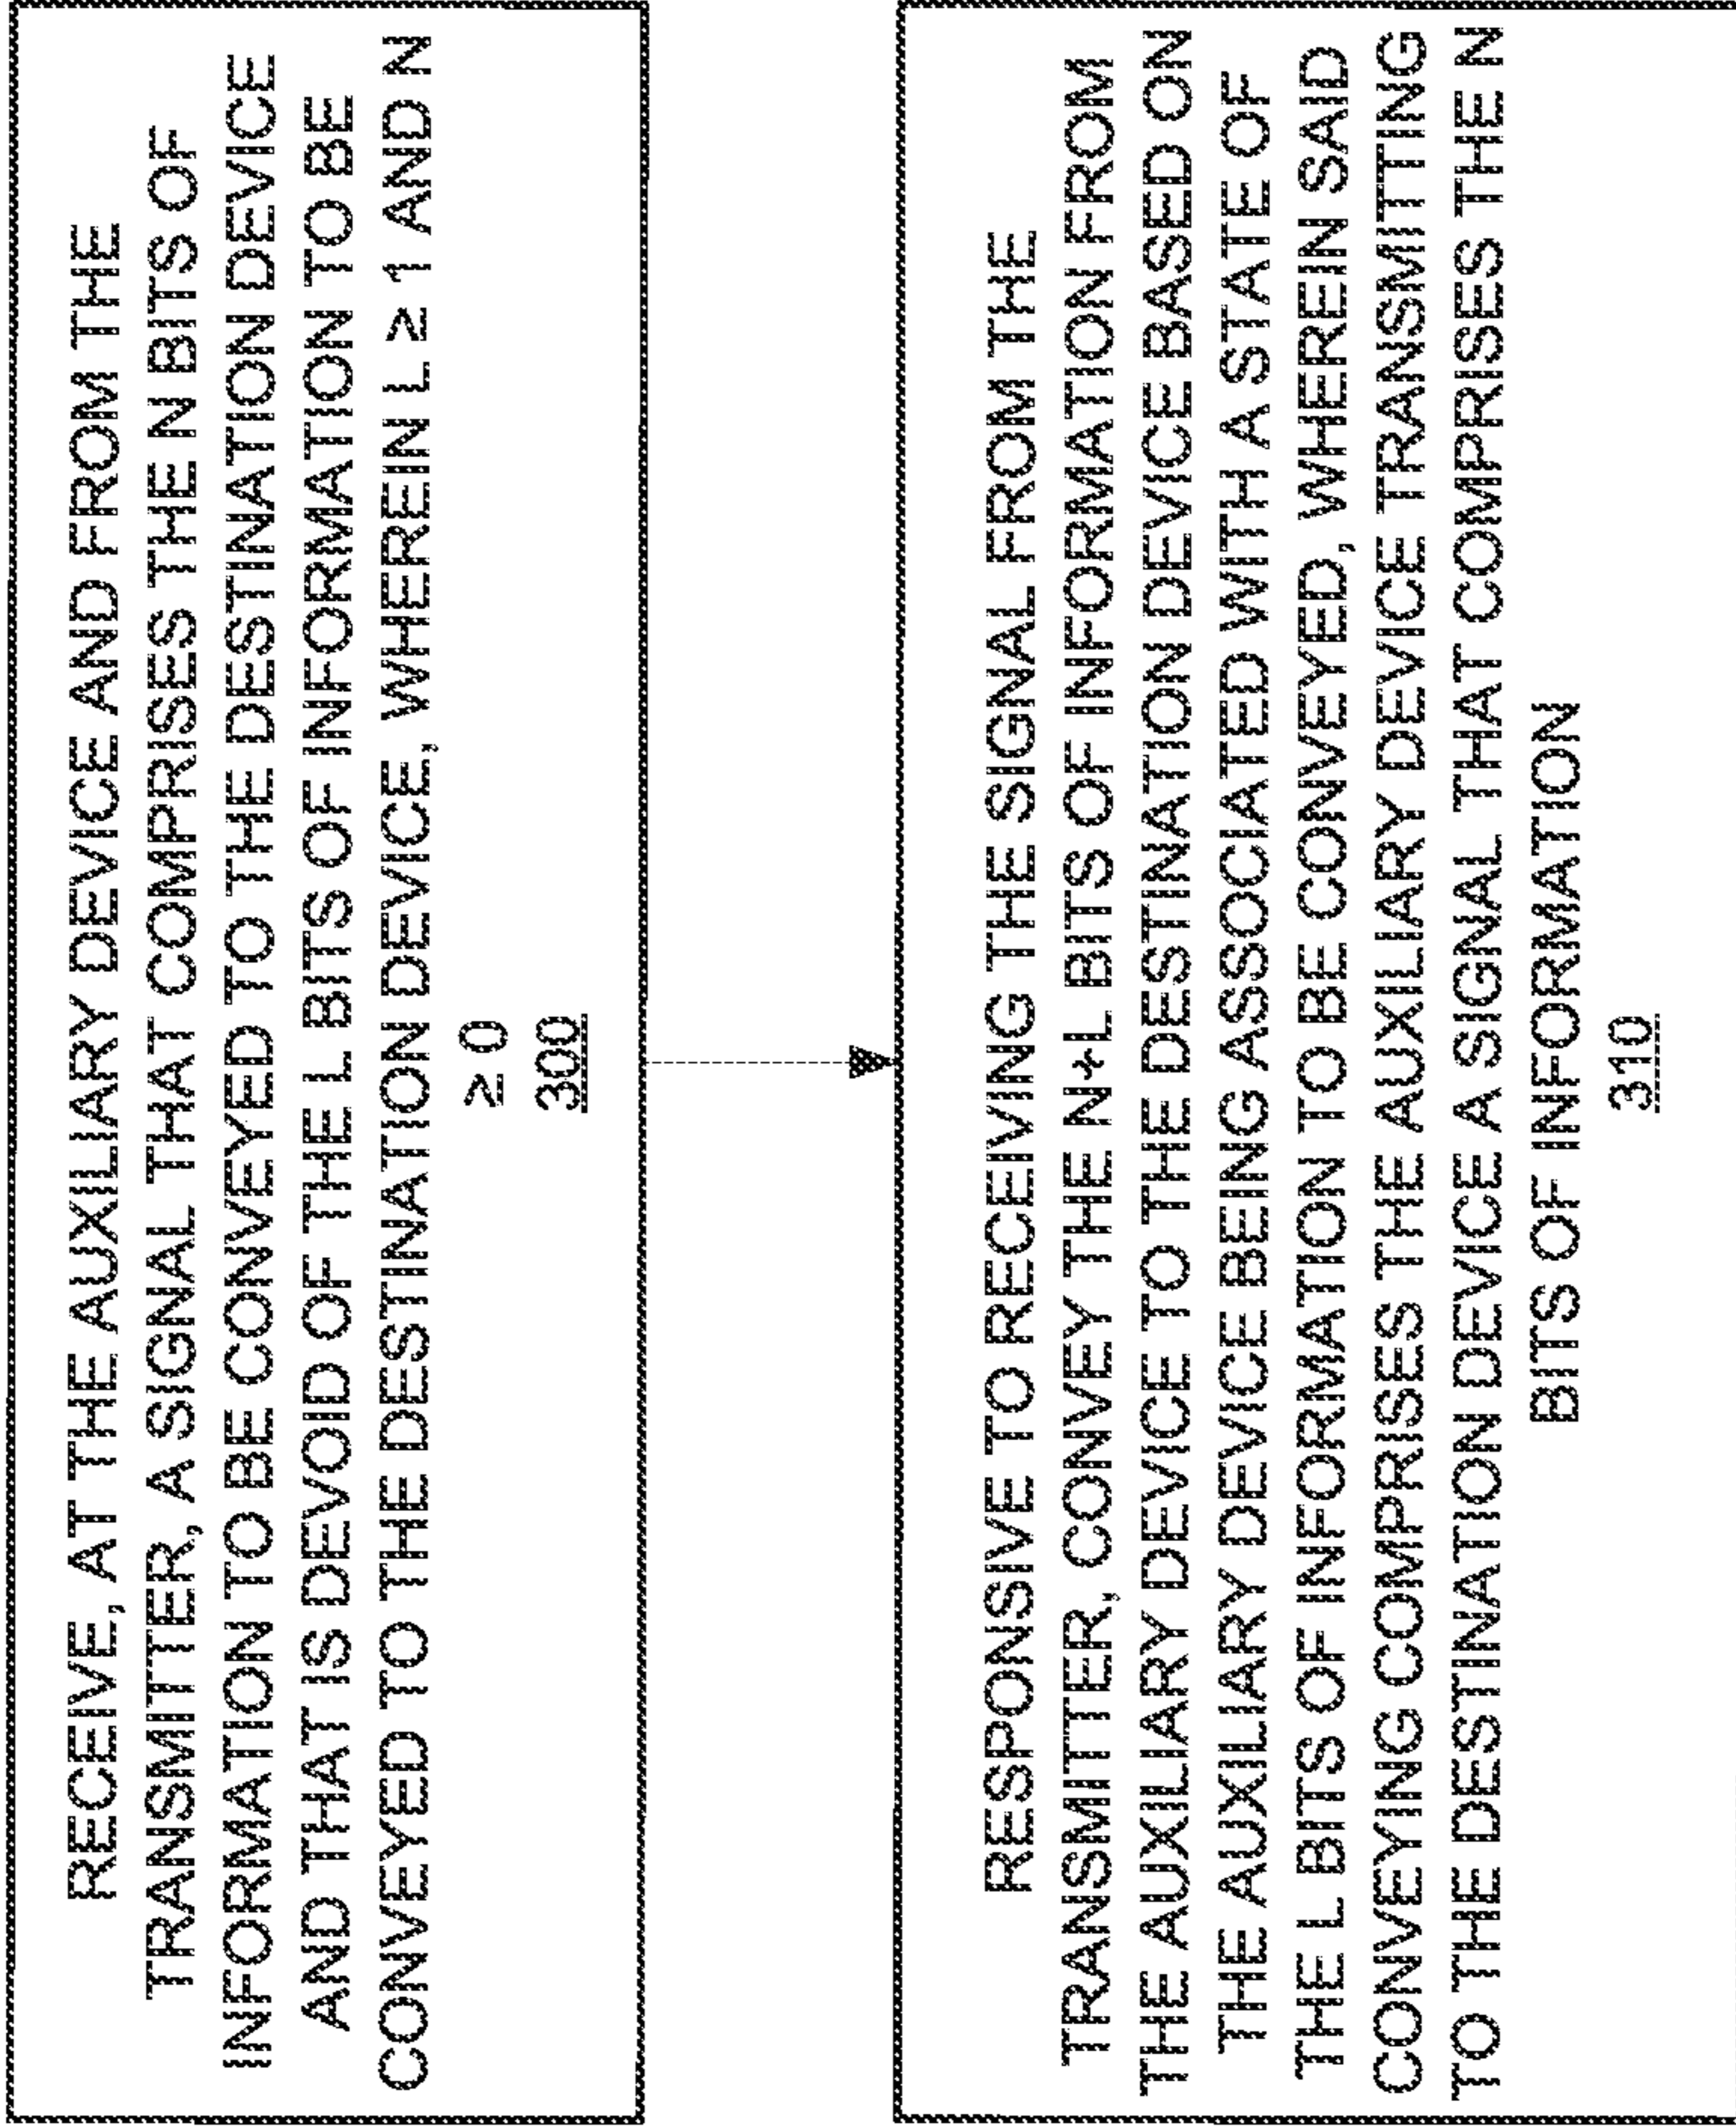 RECEIVE, AT THE AUXILIARY DEVICE AND FROM THE
TRANSMITTER, A SIGNAL THAT COMPRISES THE N BITS OF
INFORMATION TO BE CONVEYED TO THE DESTINATION DEVICE
AND THAT IS DEVOID OF THE L BITS OF INFORMATION TO BE
CONVEYED TO THE DESTINATION DEVICE, WHEREIN L ≥ 1 AND N
≥ 0
300
RESPONSIVE TO RECEIVING THE SIGNAL FROM THE
TRANSMITTER, CONVEY THE N+L BITS OF INFORMATION FROM
THE AUXILIARY DEVICE TO THE DESTINATION DEVICE BASED ON
THE AUXILIARY DEVICE BEING ASSOCIATED WITH A STATE OF
THE L BITS OF INFORMATION TO BE CONVEYED, WHEREIN SAID
CONVEYING COMPRISES THE AUXILIARY DEVICE TRANSMITTING
TO THE DESTINATION DEVICE A SIGNAL THAT COMPRISES THE N
BITS OF INFORMATION
310